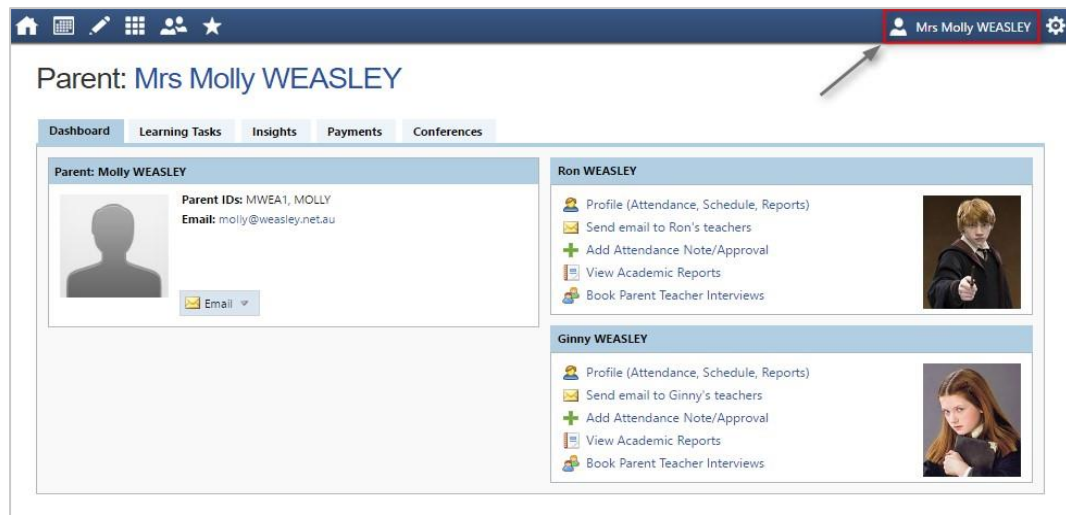 Mrs Molly WEASLEY
Parent: Mrs Molly WEASLEY
Dashboard Learning Tasks Insights Payments Conferences
Parent: Molly WEASLEY
Parent IDs: MWEA1, MOLLY
Email: molly@weasley.net.au
Email
Ron WEASLEY
Profile (Attendance, Schedule, Reports)
Send email to Ron's teachers
Add Attendance Note/Approval
View Academic Reports
Book Parent Teacher Interviews
Ginny WEASLEY
Profile (Attendance, Schedule, Reports)
Send email to Ginny's teachers
Add Attendance Note/Approval
View Academic Reports
Book Parent Teacher Interviews